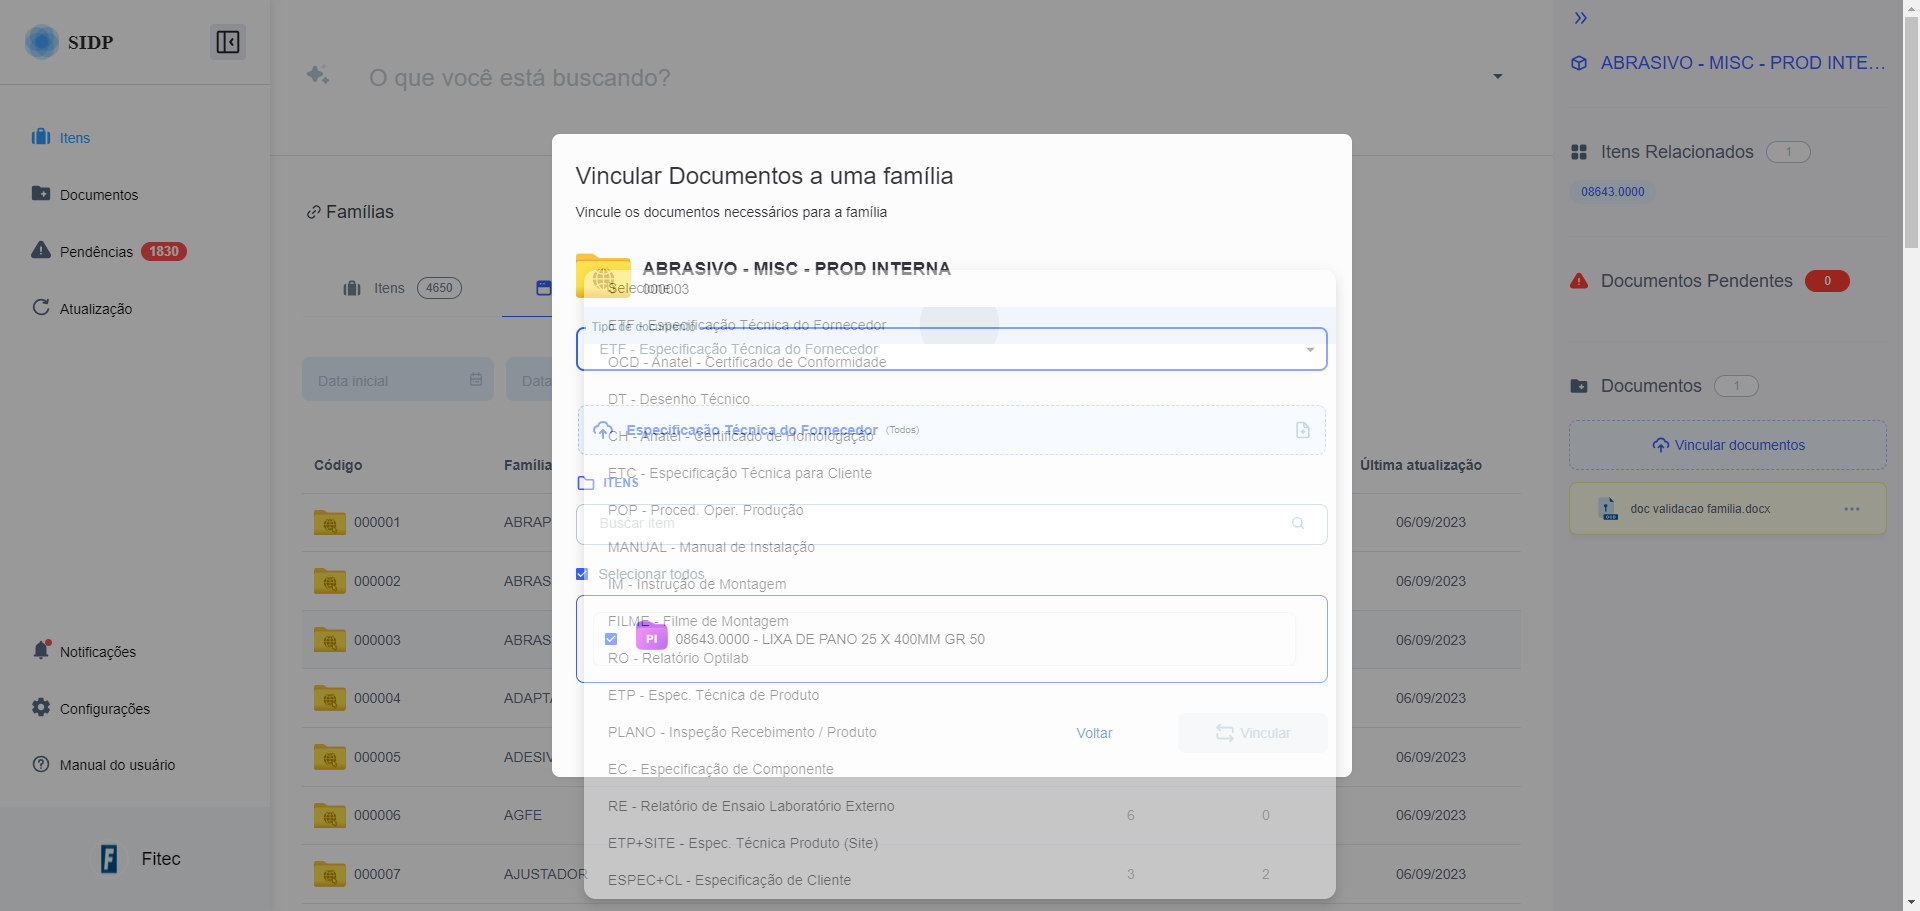 SIDP
Itens
Documentos
Pendências 1830
Atualização
Notificações
Configurações
Manual do usuário
Fitec
O que você está buscando?
Famílias
Itens 4650
Data inicial
Data
Código
Família
Última atualização
000001 ABRAP 06/09/2023
000002 ABRAS 06/09/2023
000003 ABRAS 06/09/2023
000004 ADAPTA 06/09/2023
000005 ADESIV 06/09/2023
000006 AGFE 6 0 06/09/2023
000007 AJUSTADOR 3 2 06/09/2023
Vincular Documentos a uma família
Vincule os documentos necessários para a família
ABRASIVO - MISC - PROD INTERNA
000003
Tipo de documento
ETF - Especificação Técnica do Fornecedor
Especificação Técnica do Fornecedor (Todos)
ITENS
Buscar item
Selecionar todos
PI 08643.0000 - LIXA DE PANO 25 X 400MM GR 50
Voltar
Vincular
Selecione
ETF - Especificação Técnica do Fornecedor
OCD - Anatel - Certificado de Conformidade
DT - Desenho Técnico
CH - Anatel - Certificado de Homologação
ETC - Especificação Técnica para Cliente
POP - Proced. Oper. Produção
MANUAL - Manual de Instalação
IM - Instrução de Montagem
FILME - Filme de Montagem
RO - Relatório Optilab
ETP - Espec. Técnica de Produto
PLANO - Inspeção Recebimento / Produto
EC - Especificação de Componente
RE - Relatório de Ensaio Laboratório Externo
ETP+SITE - Espec. Técnica Produto (Site)
ESPEC+CL - Especificação de Cliente
ABRASIVO - MISC - PROD INTE...
Itens Relacionados 1
08643.0000
Documentos Pendentes 0
Documentos 1
Vincular documentos
doc validacao familia.docx